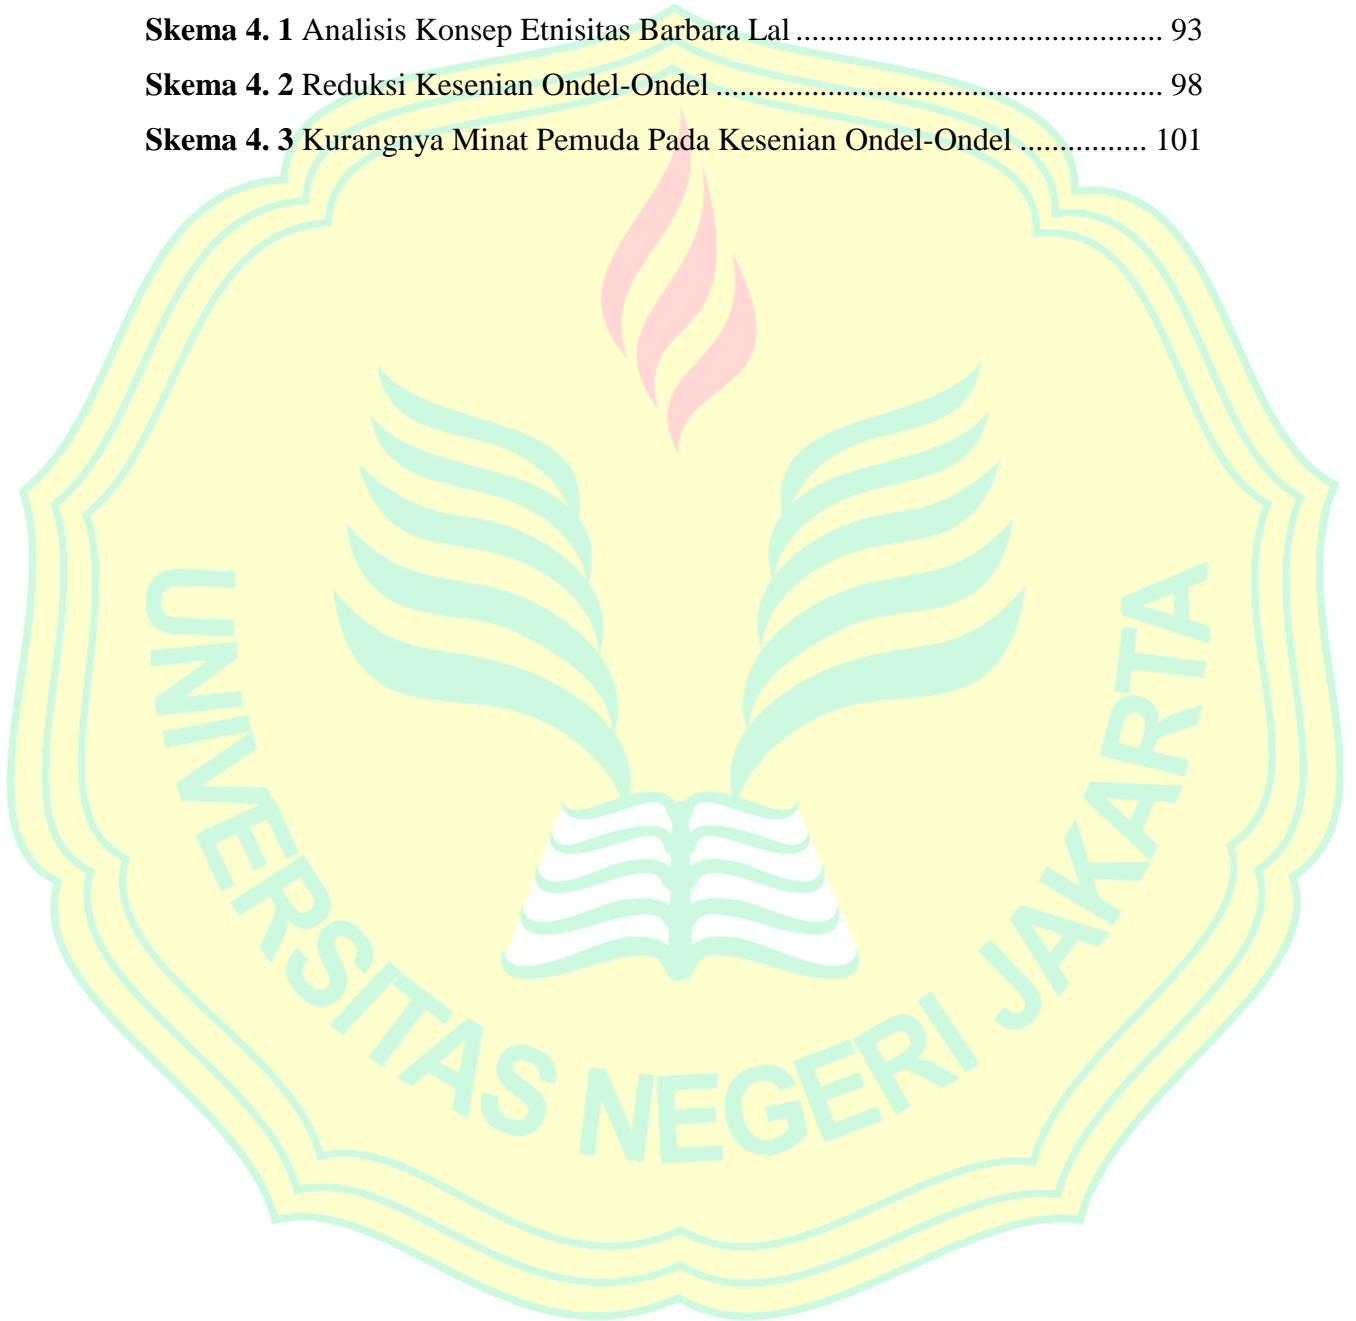 Skema 4. 1 Analisis Konsep Etnisitas Barbara Lal .............................................. 93
Skema 4. 2 Reduksi Kesenian Ondel-Ondel ........................................................ 98
Skema 4. 3 Kurangnya Minat Pemuda Pada Kesenian Ondel-Ondel ................ 101
UNIVERSITAS NEGERI JAKARTA